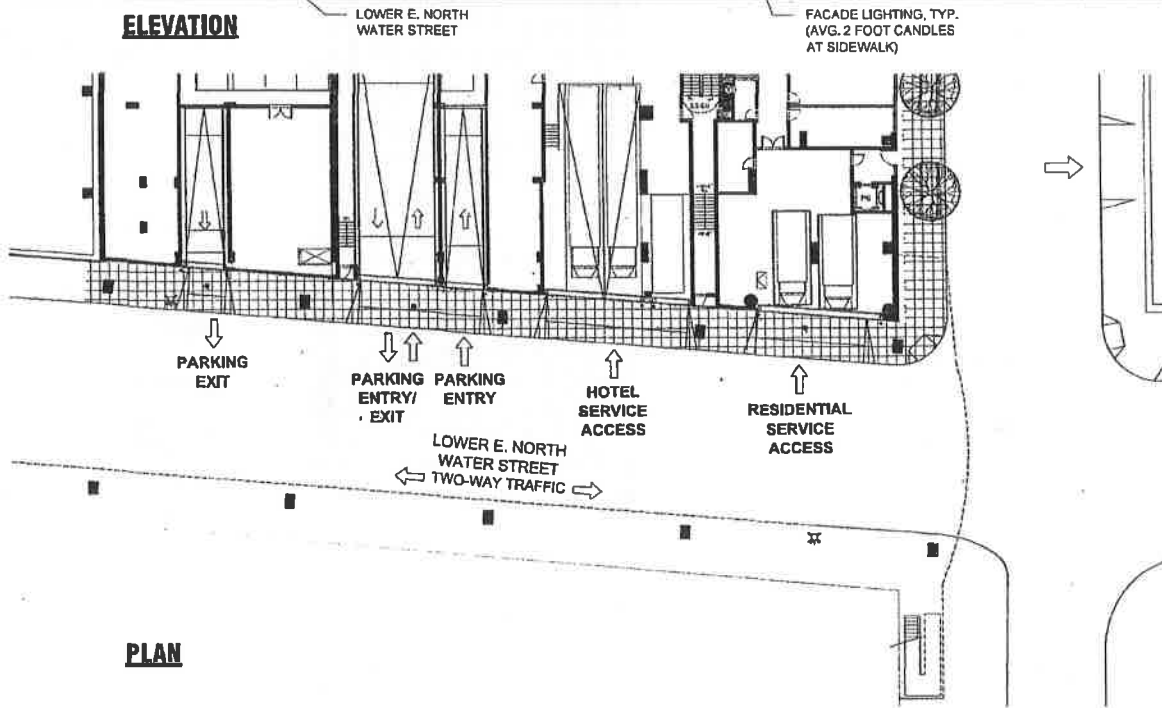 ELEVATION
LOWER E. NORTH
WATER STREET
FACADE LIGHTING, TYP.
(AVG. 2 FOOT CANDLES
AT SIDEWALK)
PARKING
EXIT
PARKING
ENTRY/
EXIT
PARKING
ENTRY
HOTEL
SERVICE
ACCESS
RESIDENTIAL
SERVICE
ACCESS
LOWER E. NORTH
WATER STREET
TWO-WAY TRAFFIC
PLAN